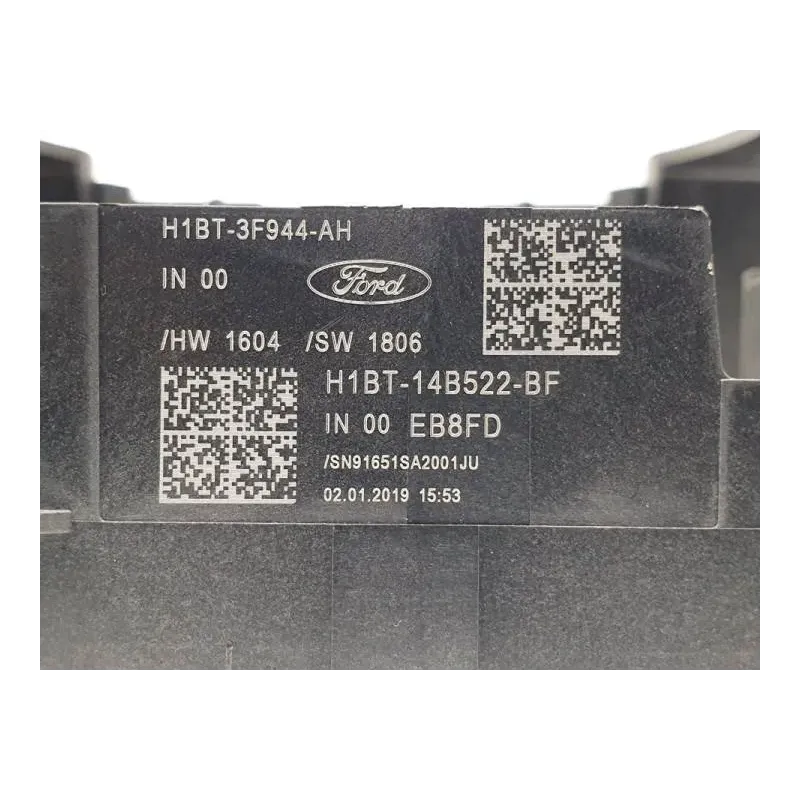 H1BT-3F944-AH
IN 00 Ford
/HW 1604 /SW 1806
H1BT-14B522-BF
IN 00 EB8FD
/SN91651SA2001JU
02.01.2019 15:53